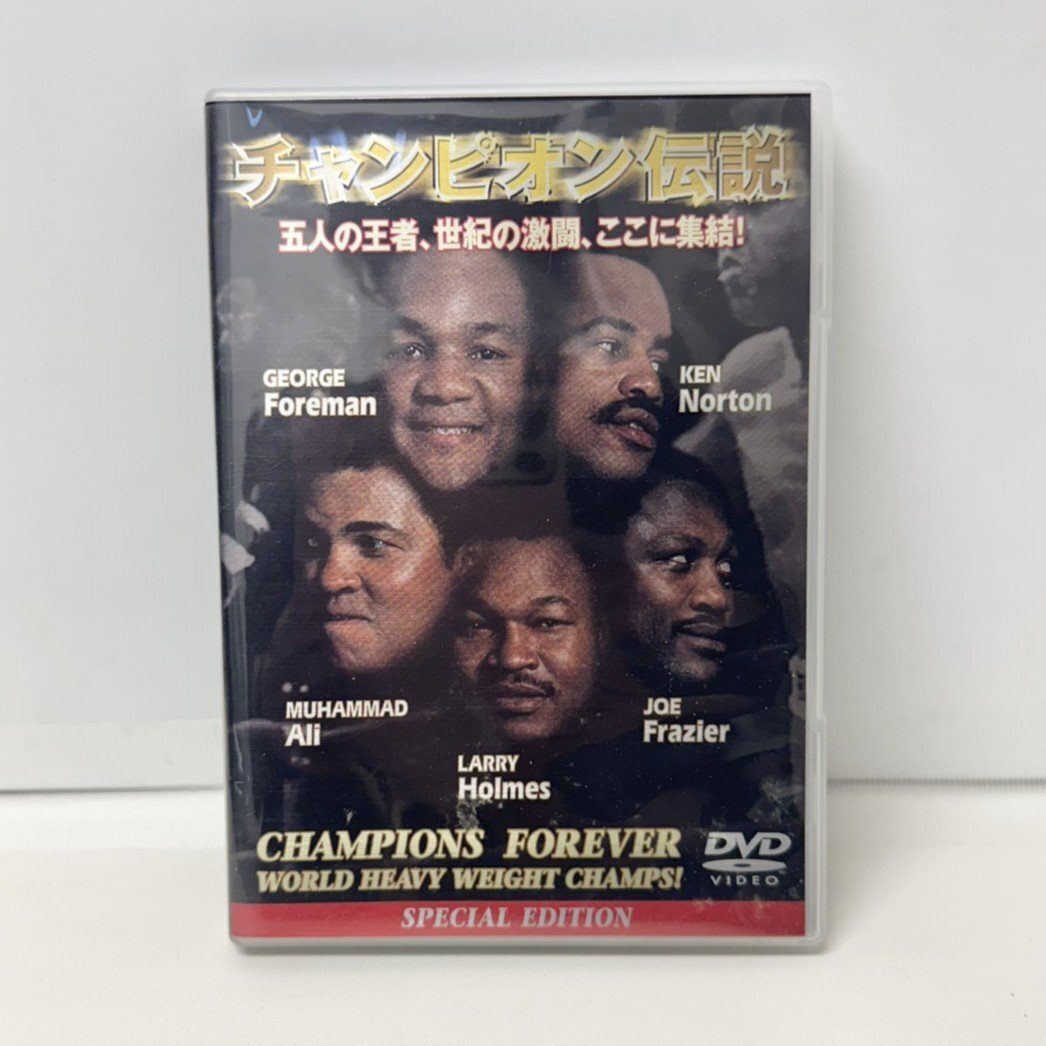 チャンピオン伝説
五人の王者、世紀の激闘、ここに集結!
GEORGE
Foreman
KEN
Norton
MUHAMMAD
Ali
JOE
Frazier
LARRY
Holmes
CHAMPIONS FOREVER
WORLD HEAVY WEIGHT CHAMPS!
DVD
VIDEO
SPECIAL EDITION